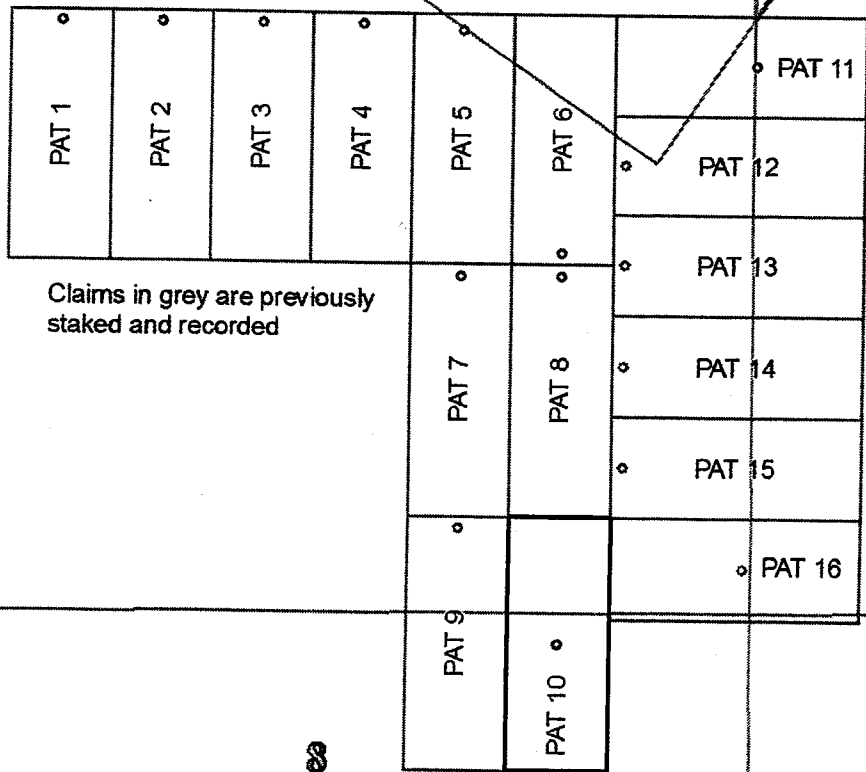 PAT 1
PAT 2
PAT 3
PAT 4
PAT 5
PAT 6
PAT 11
PAT 12
PAT 13
Claims in grey are previously
staked and recorded
PAT 7
PAT 8
PAT 14
PAT 15
PAT 9
PAT 10
PAT 16